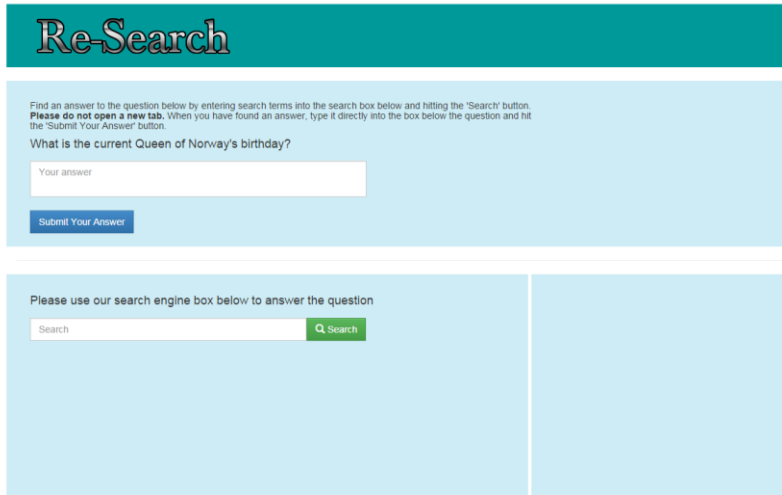 Re-Search
Find an answer to the question below by entering search terms into the search box below and hitting the 'Search' button.
Please do not open a new tab. When you have found an answer, type it directly into the box below the question and hit
the 'Submit Your Answer' button.
What is the current Queen of Norway's birthday?
Your answer
Submit Your Answer
Please use our search engine box below to answer the question
Search
Search